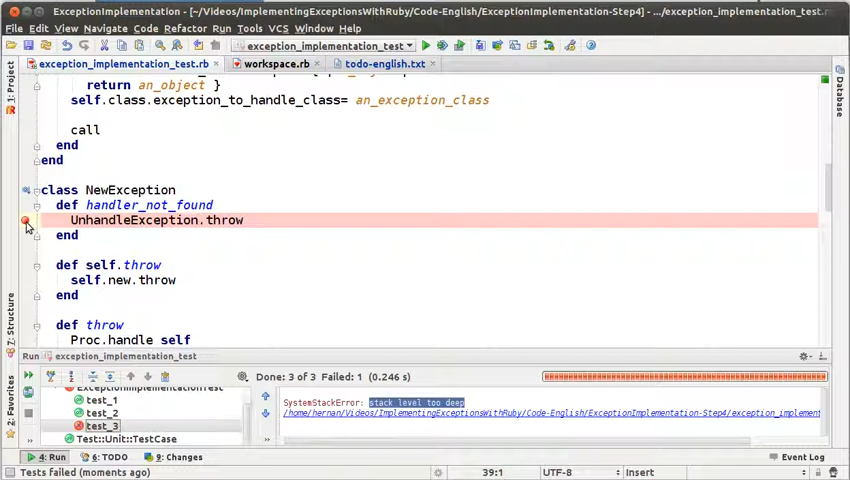 ExceptionImplementation - [~/Videos/ImplementingExceptionsWithRuby/Code-English/ExceptionImplementation-Step4] - .../exception_implementation_test.
File Edit View Navigate Code Refactor Run Tools VCS Window Help
exception_implementation_test
exception_implementation_test.rb workspace.rb todo-english.txt
1: Project
Database
return an_object }
self.class.exception_to_handle_class= an_exception_class
call
end
end
class NewException
def handler_not_found
UnhandleException.throw
end
def self.throw
self.new.throw
end
def throw
Proc.handle self
7: Structure
2: Favorites
Run exception_implementation_test
Done: 3 of 3 Failed: 1 (0.246 s)
ExceptionImplementationTest
test_1
test_2
test_3
Test::Unit::TestCase
SystemStackError: stack level too deep
/home/hernan/Videos/ImplementingExceptionsWithRuby/Code-English/ExceptionImplementation-Step4/exception_implement
4: Run 6: TODO 9: Changes Event Log
Tests failed (moments ago) 39:1 UTF-8 Insert